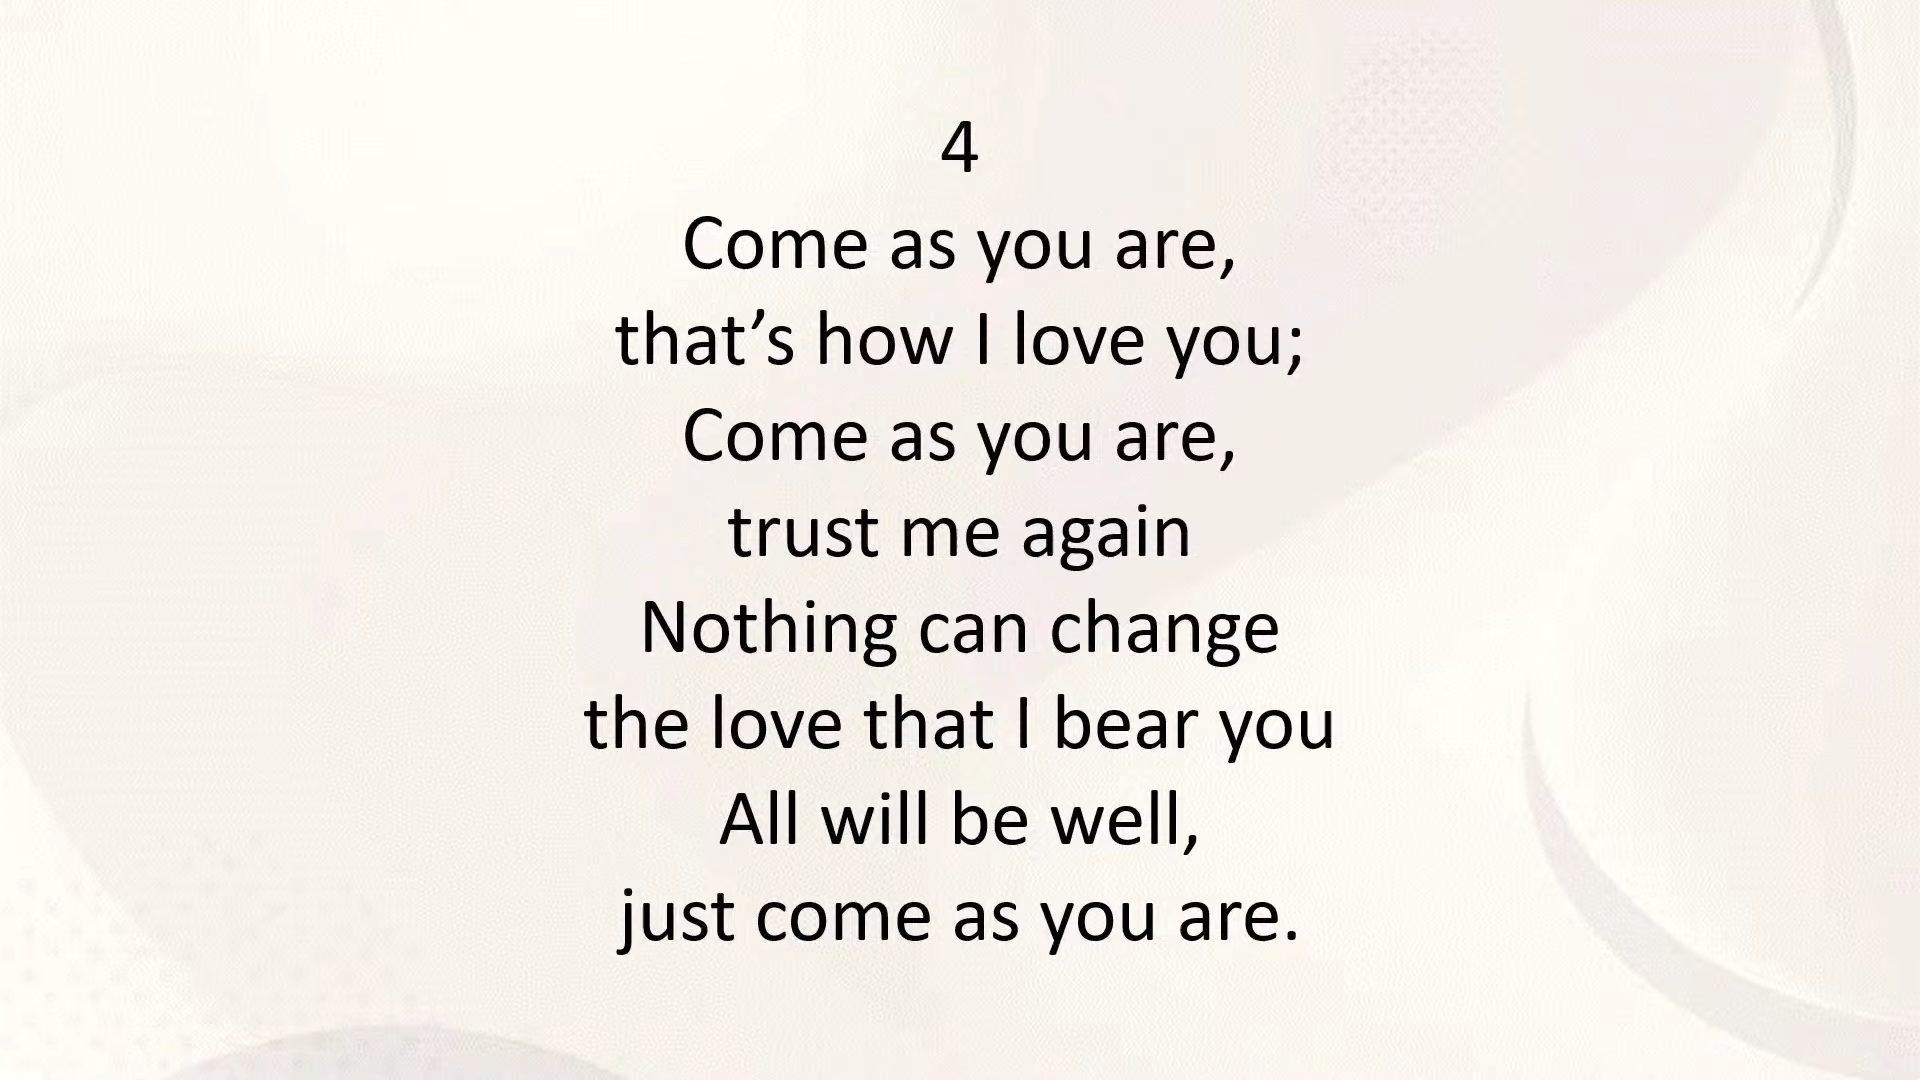 4
Come as you are,
that’s how I love you;
Come as you are,
trust me again
Nothing can change
the love that I bear you
All will be well,
just come as you are.